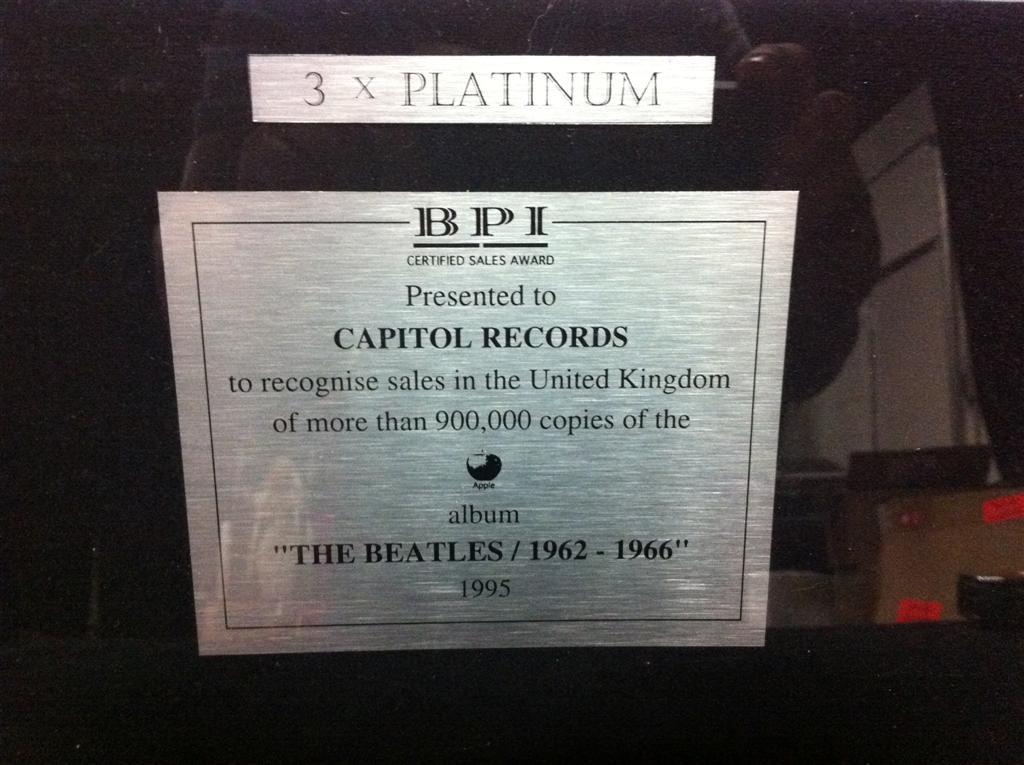 3 x PLATINUM
BPI
CERTIFIED SALES AWARD
Presented to
CAPITOL RECORDS
to recognise sales in the United Kingdom
of more than 900,000 copies of the
Apple
album
"THE BEATLES / 1962 - 1966"
1995